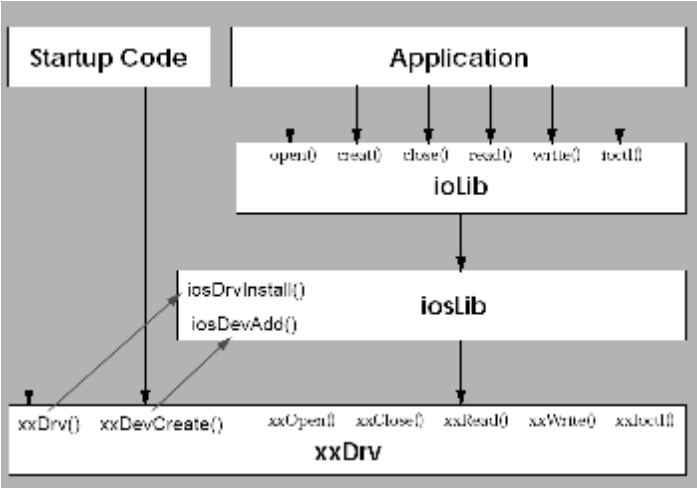 Startup Code
Application
open() creat() close() read() write() ioctl()
ioLib
iosDrvInstall()
iosLib
iosDevAdd()
xxDrv() xxDevCreate() xxOpen() xxClose() xxRead() xxWrite() xxIoctl()
xxDrv